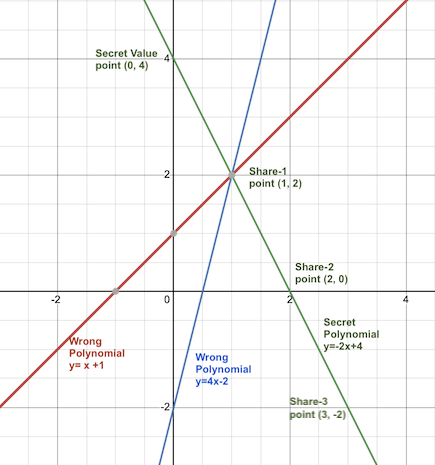 Secret Value
point (0, 4)
4
2
Share-1
point (1, 2)
Share-2
point (2, 0)
-2
0
2
4
Secret
Polynomial
y=-2x+4
Wrong
Polynomial
y= x +1
Wrong
Polynomial
y=4x-2
-2
Share-3
point (3, -2)